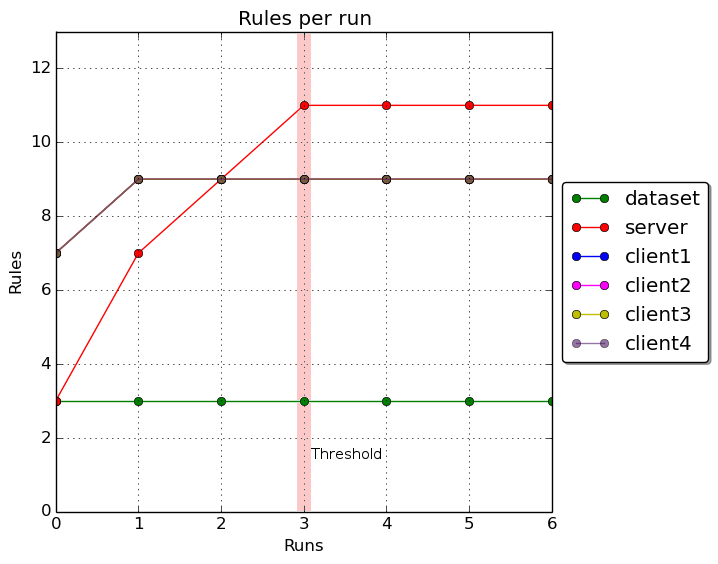 Rules per run
12
10
8
6
4
2
0
Rules
0 1 2 3 4 5 6
Runs
Threshold
dataset
server
client1
client2
client3
client4